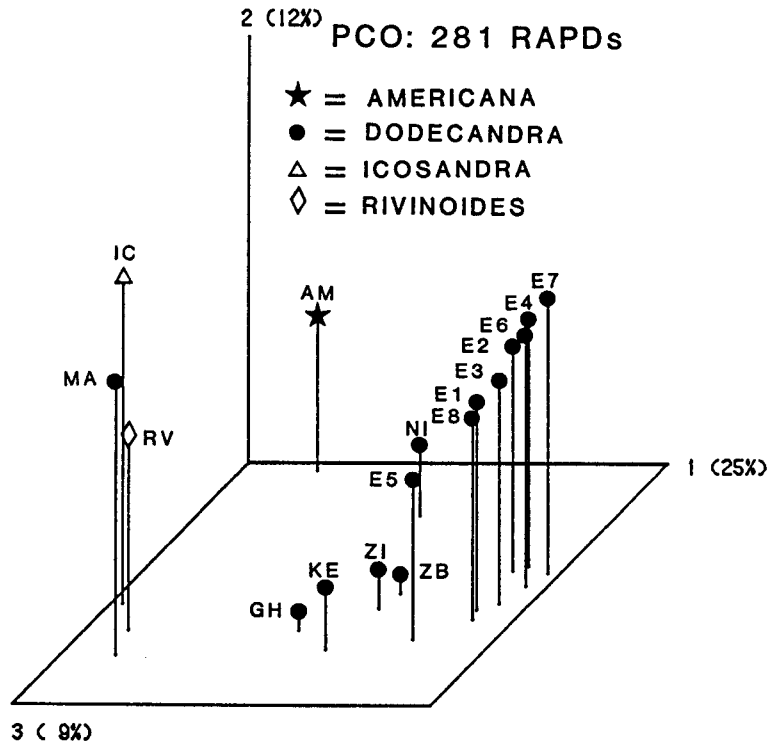 2 (12%) PCO: 281 RAPDs
★ = AMERICANA
● = DODECANDRA
△ = ICOSANDRA
◊ = RIVINOIDES
IC
AM
E7
E4
E6
E2
MA
E3
E1
E8
RV
NI
1 (25%)
E5
ZI
ZB
KE
GH
3 ( 9%)